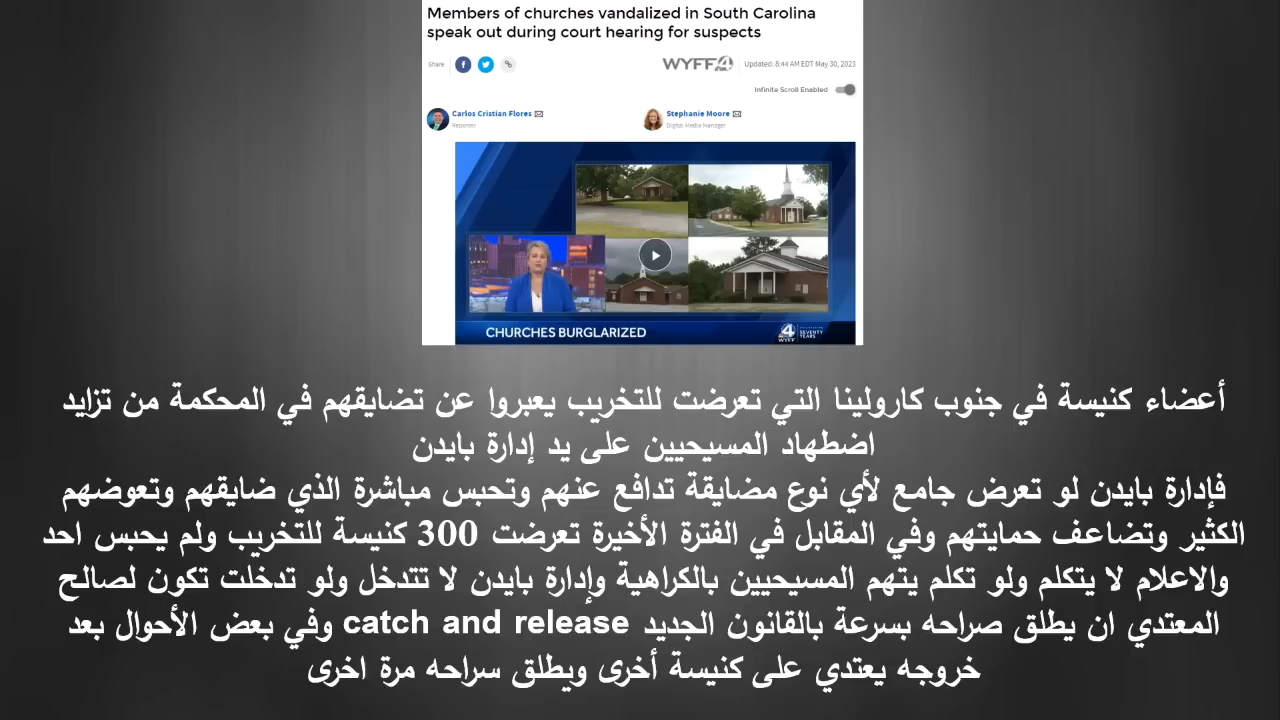 Members of churches vandalized in South Carolina
speak out during court hearing for suspects
Share
WYFF4
Updated: 8:44 AM EDT May 30, 2023
Infinite Scroll Enabled
Carlos Cristian Flores
Reporter
Stephanie Moore
Digital Media Manager
CHURCHES BURGLARIZED
4
WYFF
SEVENTY
YEARS
أعضاء كنيسة في جنوب كارولينا التي تعرضت للتخريب يعبروا عن تضايقهم في المحكمة من تزايد
اضطهاد المسيحيين على يد إدارة بايدن
فإدارة بايدن لو تعرض جامع لأي نوع مضايقة تدافع عنهم وتحبس مباشرة الذي ضايقهم وتعوضهم
الكثير وتضاعف حمايتهم وفي المقابل في الفترة الأخيرة تعرضت 300 كنيسة للتخريب ولم يحبس احد
والاعلام لا يتكلم ولو تكلم يتهم المسيحيين بالكراهية وإدارة بايدن لا تتدخل ولو تدخلت تكون لصالح
المعتدي ان يطلق صراحه بسرعة بالقانون الجديد catch and release وفي بعض الأحوال بعد
خروجه يعتدي على كنيسة أخرى ويطلق سراحه مرة اخرى